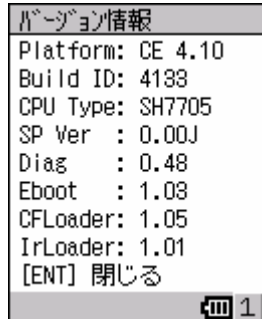 ﾊﾞｰｼﾞｮﾝ情報
Platform: CE 4.10
Build ID: 4133
CPU Type: SH7705
SP Ver : 0.00J
Diag : 0.48
Eboot : 1.03
CFLoader: 1.05
IrLoader: 1.01
[ENT] 閉じる
1